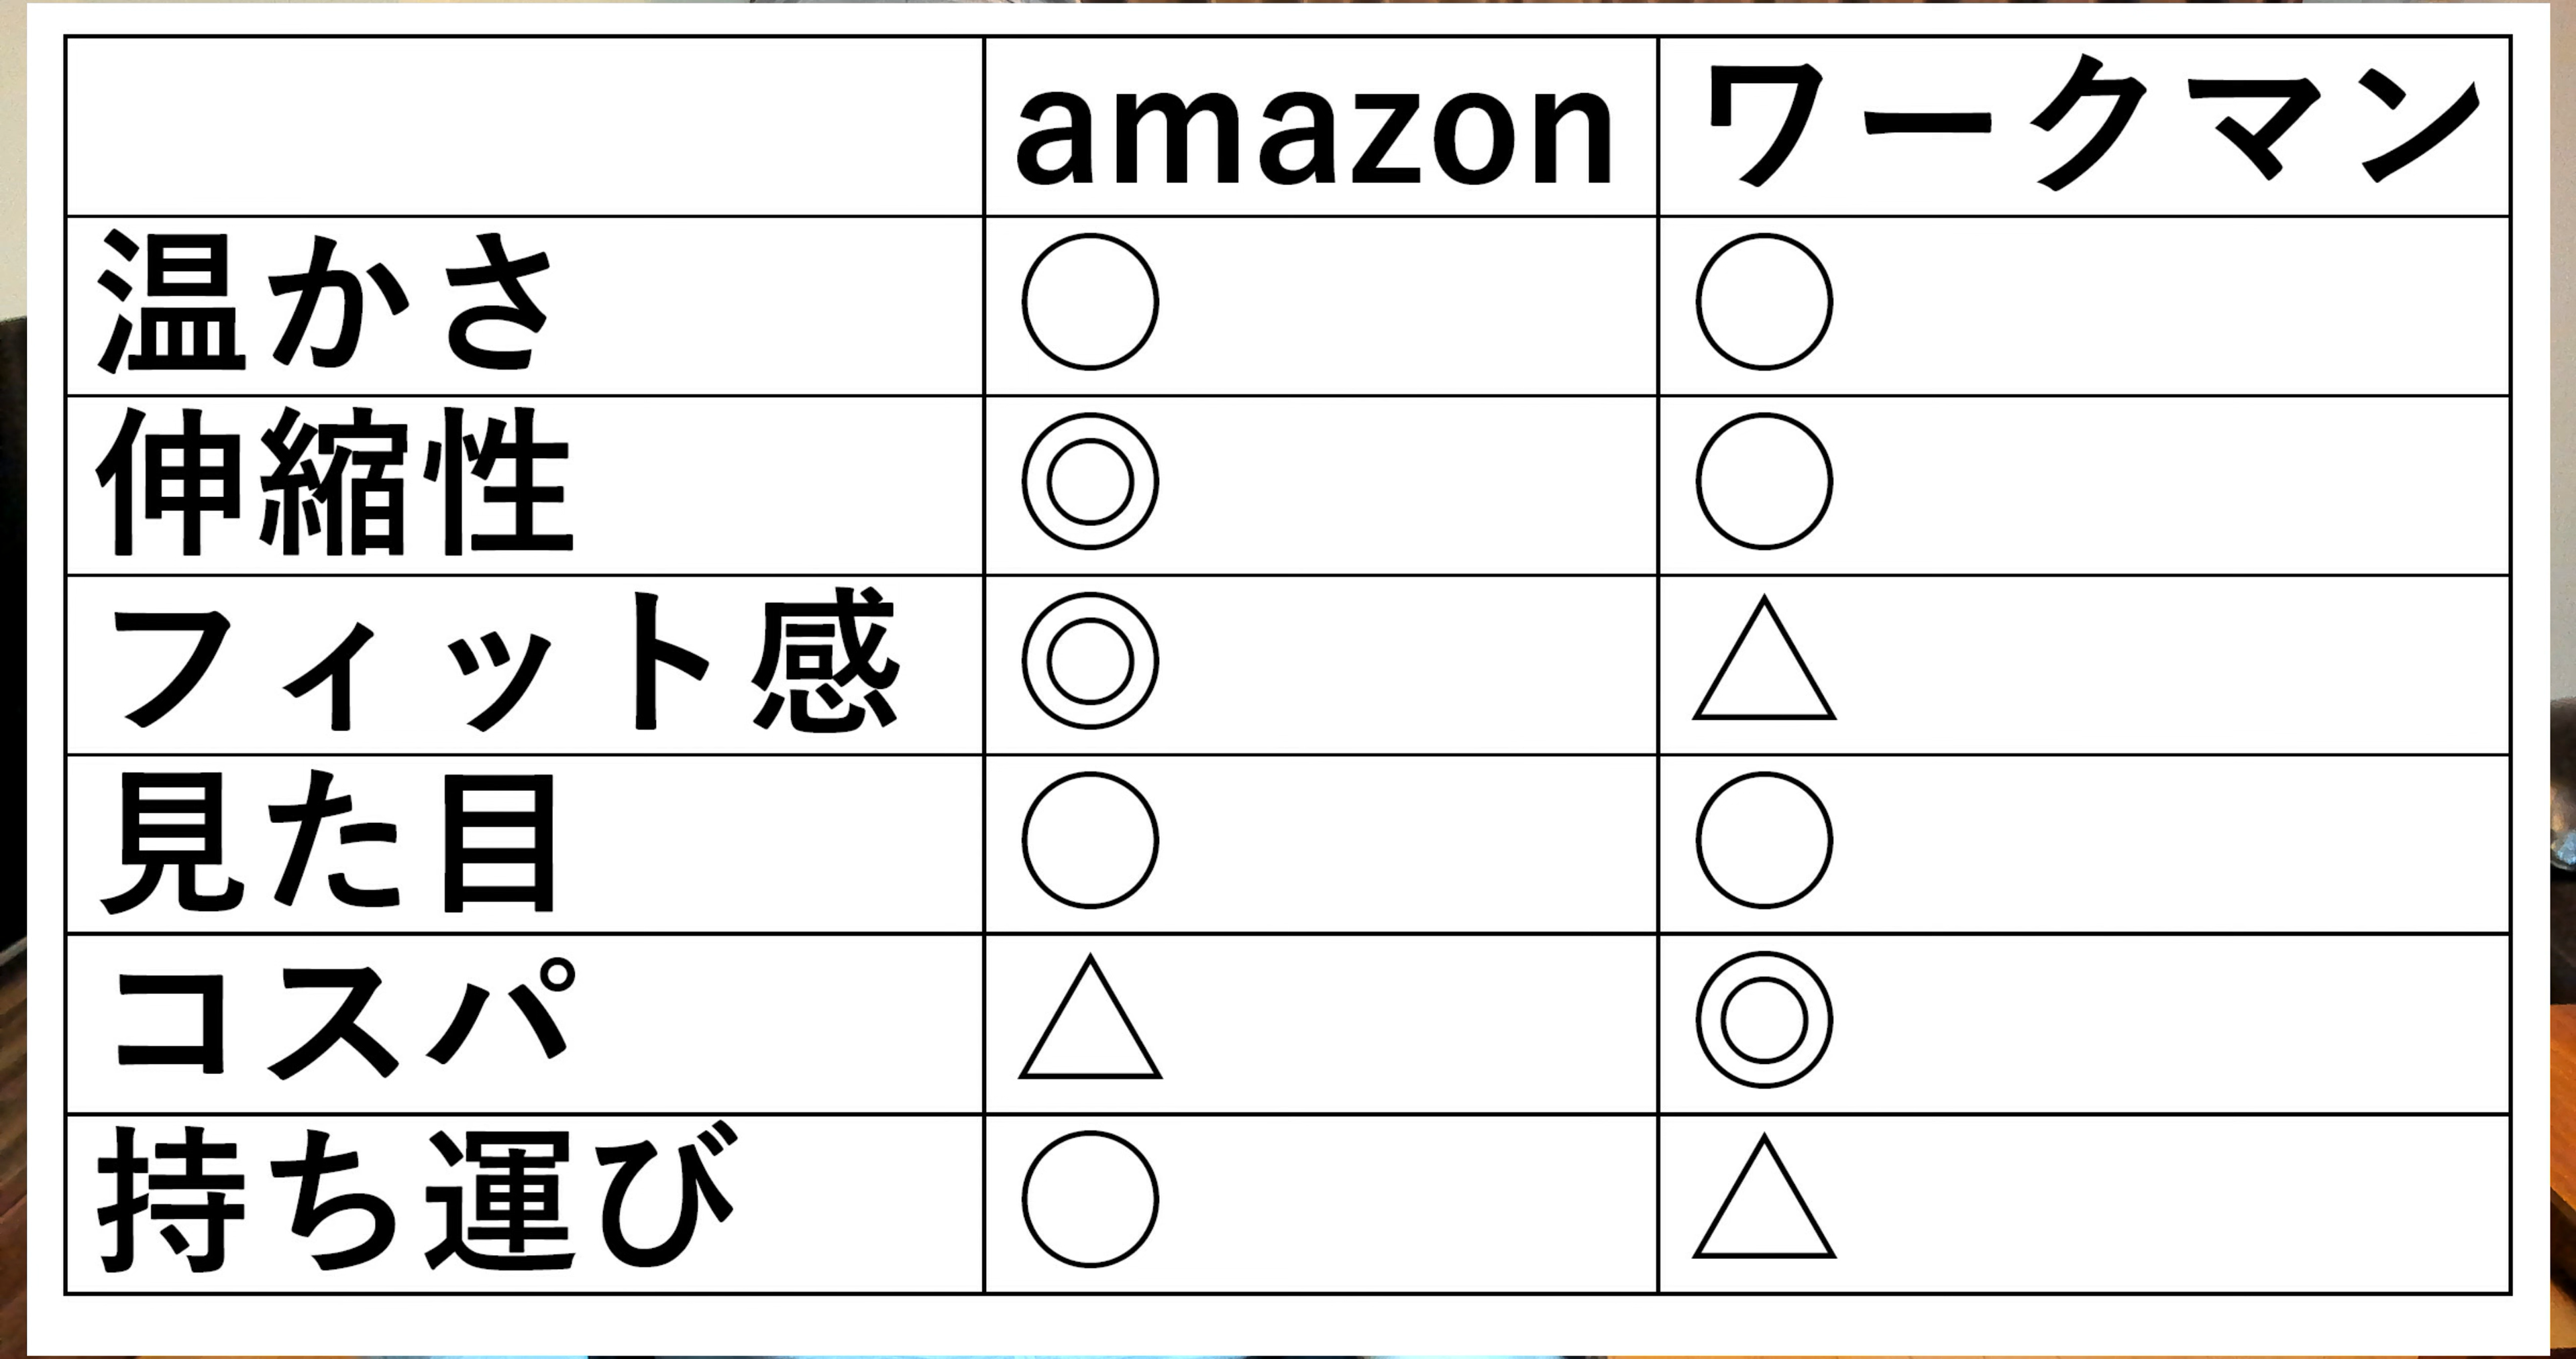 amazon ワークマン
温かさ ○ ○
伸縮性 ◎ ○
フィット感 ◎ △
見た目 ○ ○
コスパ △ ◎
持ち運び ○ △